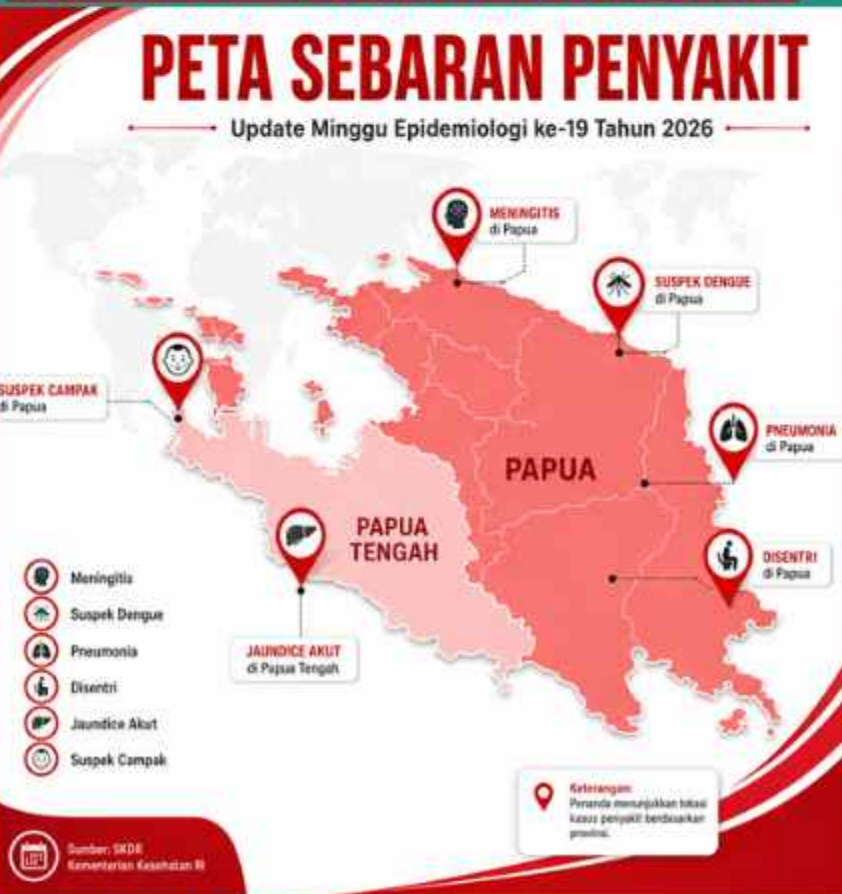 PETA SEBARAN PENYAKIT
Update Minggu Epidemiologi ke-19 Tahun 2026
MENINGITIS
di Papua
SUSPEK DENGUE
di Papua
SUSPEK CAMPAK
di Papua
PNEUMONIA
di Papua
PAPUA
PAPUA
TENGAH
DISENTRI
di Papua
JAUNDICE AKUT
di Papua Tengah
Meningitis
Suspek Dengue
Pneumonia
Disentri
Jaundice Akut
Suspek Campak
Keterangan:
Penanda menunjukkan lokasi
kasus penyakit berdasarkan
provinsi.
Sumber: SKDR
Kementerian Kesehatan RI